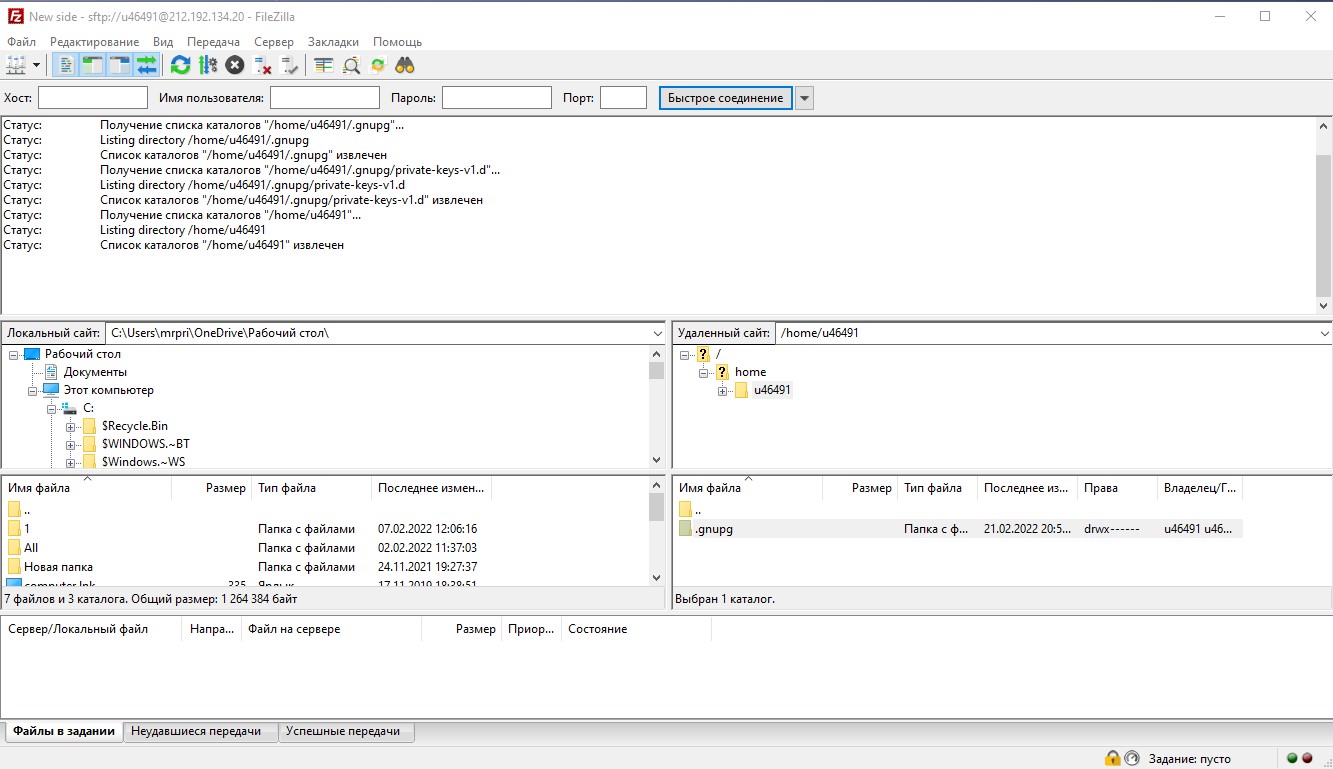 New side - sftp://u46491@212.192.134.20 - FileZilla
Файл Редактирование Вид Передача Сервер Закладки Помощь
Хост: Имя пользователя: Пароль: Порт: Быстрое соединение
Статус: Получение списка каталогов "/home/u46491/.gnupg"...
Статус: Listing directory /home/u46491/.gnupg
Статус: Список каталогов "/home/u46491/.gnupg" извлечен
Статус: Получение списка каталогов "/home/u46491/.gnupg/private-keys-v1.d"...
Статус: Listing directory /home/u46491/.gnupg/private-keys-v1.d
Статус: Список каталогов "/home/u46491/.gnupg/private-keys-v1.d" извлечен
Статус: Получение списка каталогов "/home/u46491"...
Статус: Listing directory /home/u46491
Статус: Список каталогов "/home/u46491" извлечен
Локальный сайт: C:\Users\mrpri\OneDrive\Рабочий стол\
Рабочий стол
Документы
Этот компьютер
C:
$Recycle.Bin
$WINDOWS.~BT
$Windows.~WS
Удаленный сайт: /home/u46491
/
home
u46491
Имя файла Размер Тип файла Последнее измен...
..
1 Папка с файлами 07.02.2022 12:06:16
All Папка с файлами 02.02.2022 11:37:03
Новая папка Папка с файлами 24.11.2021 19:27:37
computer.lnk 335 Ярлык 17.11.2019 18:38:51
7 файлов и 3 каталога. Общий размер: 1 264 384 байт
Имя файла Размер Тип файла Последнее из... Права Владелец/Г...
..
.gnupg Папка с ф... 21.02.2022 20:5... drwx------ u46491 u46...
Выбран 1 каталог.
Сервер/Локальный файл Напра... Файл на сервере Размер Приор... Состояние
Файлы в задании Неудавшиеся передачи Успешные передачи
Задание: пусто